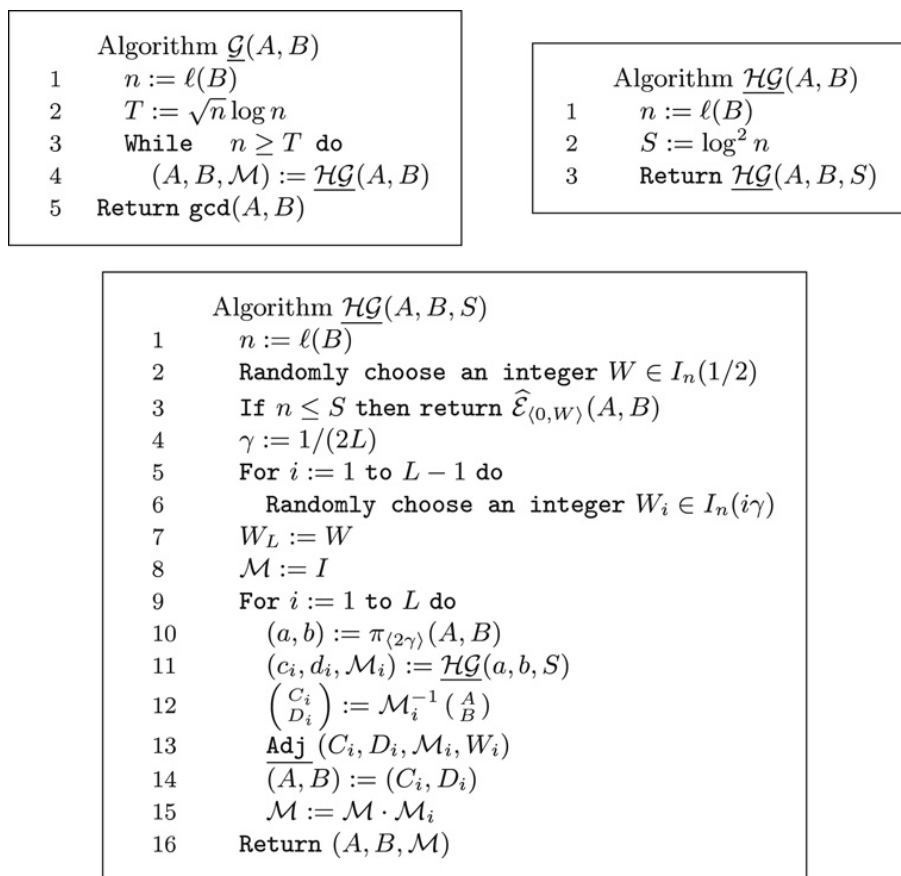 Algorithm G(A, B)
1 n := ℓ(B)
2 T := √n log n
3 While n ≥ T do
4 (A, B, M) := HG(A, B)
5 Return gcd(A, B)
Algorithm HG(A, B)
1 n := ℓ(B)
2 S := log² n
3 Return HG(A, B, S)
Algorithm HG(A, B, S)
1 n := ℓ(B)
2 Randomly choose an integer W ∈ Iₙ(1/2)
3 If n ≤ S then return Ê⟨0,W⟩(A, B)
4 γ := 1/(2L)
5 For i := 1 to L − 1 do
6 Randomly choose an integer Wᵢ ∈ Iₙ(iγ)
7 W_L := W
8 M := I
9 For i := 1 to L do
10 (a, b) := π⟨2γ⟩(A, B)
11 (cᵢ, dᵢ, Mᵢ) := HG(a, b, S)
12 (Cᵢ Dᵢ) := Mᵢ⁻¹ (A B)
13 Adj (Cᵢ, Dᵢ, Mᵢ, Wᵢ)
14 (A, B) := (Cᵢ, Dᵢ)
15 M := M · Mᵢ
16 Return (A, B, M)